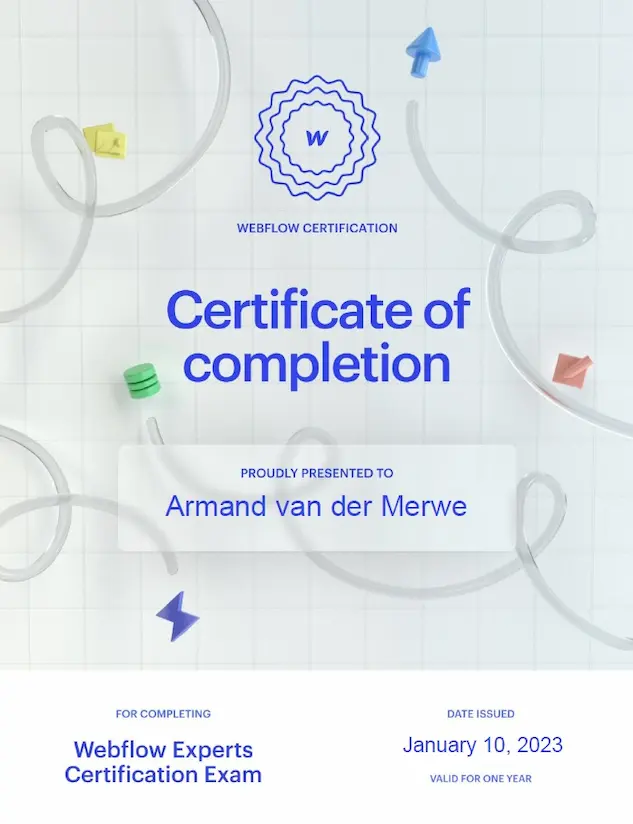 W
WEBFLOW CERTIFICATION
Certificate of
completion
PROUDLY PRESENTED TO
Armand van der Merwe
FOR COMPLETING
Webflow Experts
Certification Exam
DATE ISSUED
January 10, 2023
VALID FOR ONE YEAR